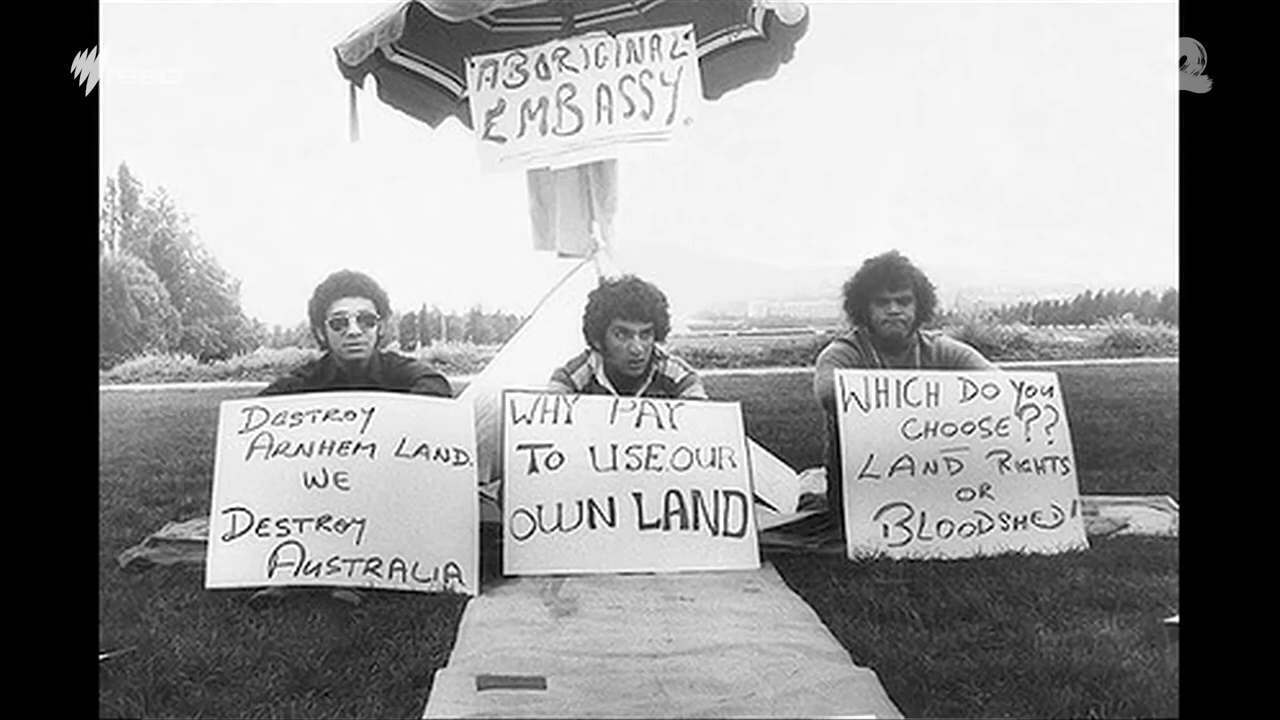 ABORIGINAL
EMBASSY.
DESTROY
ARNHEM LAND.
WE
DESTROY
AUSTRALIA
WHY PAY
TO USE OUR
OWN LAND
WHICH DO YOU
CHOOSE??
LAND RIGHTS
OR
BLOODSHED!